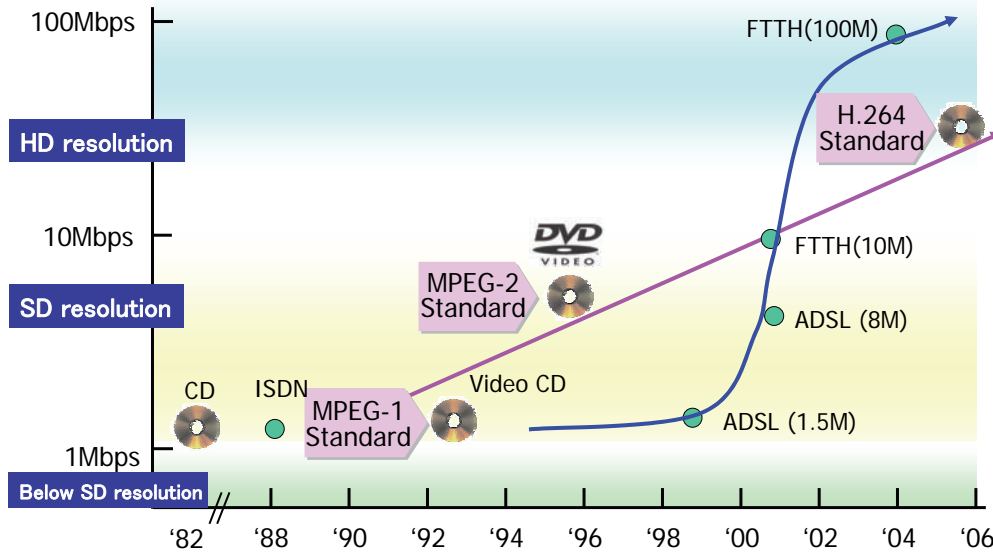 100Mbps
FTTH(100M)
H.264
Standard
HD resolution
10Mbps
DVD
VIDEO
FTTH(10M)
MPEG-2
Standard
SD resolution
ADSL (8M)
CD
ISDN
Video CD
MPEG-1
Standard
ADSL (1.5M)
1Mbps
Below SD resolution
‘82 ‘88 ‘90 ‘92 ‘94 ‘96 ‘98 ‘00 ‘02 ‘04 ‘06